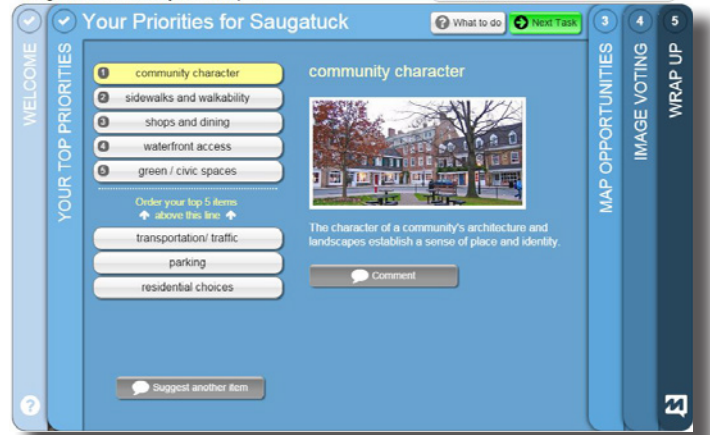 Your Priorities for Saugatuck
? What to do
Next Task
WELCOME
?
YOUR TOP PRIORITIES
1 community character
2 sidewalks and walkability
3 shops and dining
4 waterfront access
5 green / civic spaces
Order your top 5 items
above this line
transportation/ traffic
parking
residential choices
Suggest another item
community character
The character of a community's architecture and
landscapes establish a sense of place and identity.
Comment
3
MAP OPPORTUNITIES
4
IMAGE VOTING
5
WRAP UP
m